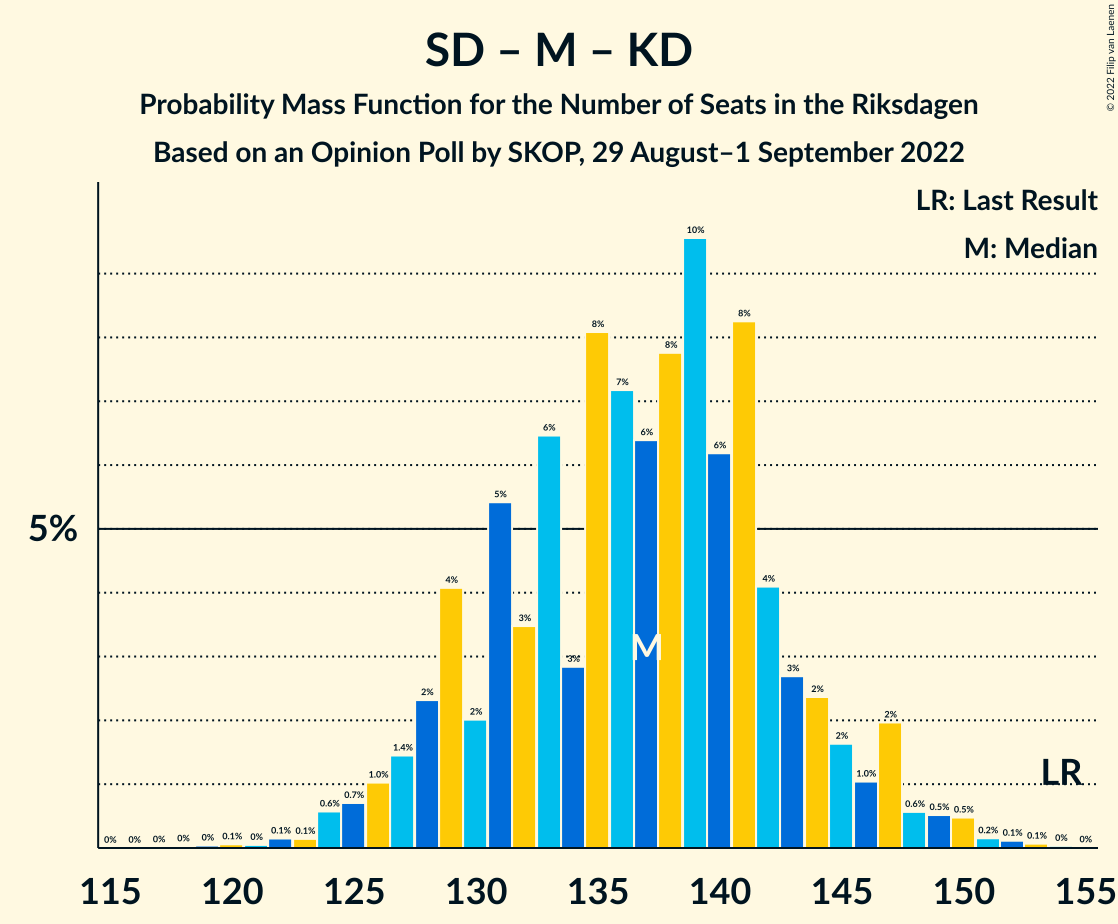 SD – M – KD
Probability Mass Function for the Number of Seats in the Riksdagen
Based on an Opinion Poll by SKOP, 29 August–1 September 2022
© 2022 Filip van Laenen
LR: Last Result
M: Median
5%
0% 0% 0% 0% 0% 0.1% 0% 0.1% 0.1% 0.6% 0.7% 1.0% 1.4% 2% 4% 2% 5% 3% 6% 3% 8% 7% 6% 8% 10% 6% 8% 4% 3% 2% 2% 1.0% 2% 0.6% 0.5% 0.5% 0.2% 0.1% 0.1% 0% 0%
M
LR
115 120 125 130 135 140 145 150 155